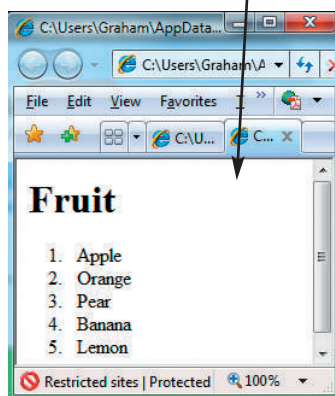 C:\Users\Graham\AppData...
C:\Users\Graham\A
File Edit View Favorites »
C:\U... C...
Fruit
1. Apple
2. Orange
3. Pear
4. Banana
5. Lemon
Restricted sites | Protected 100%